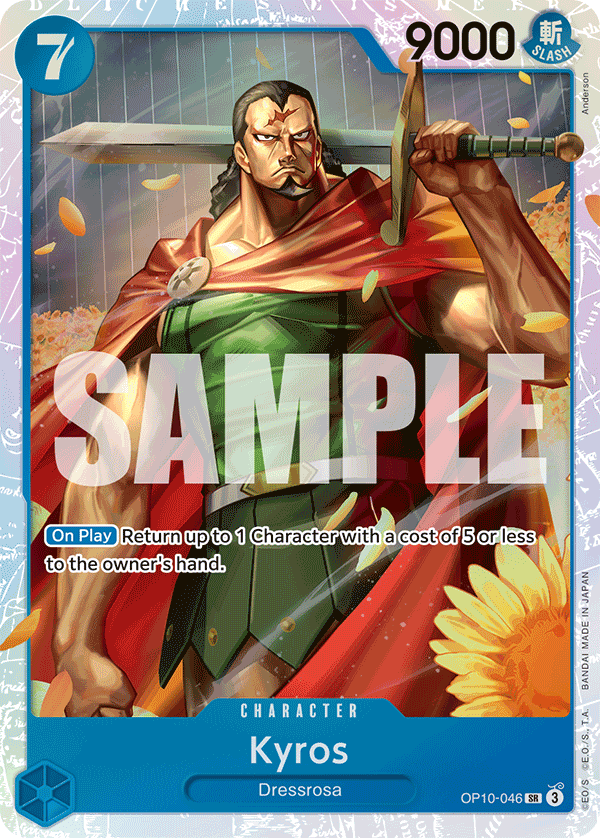 7
9000
斬
SLASH
Anderson
SAMPLE
On Play Return up to 1 Character with a cost of 5 or less
to the owner's hand.
CHARACTER
Kyros
Dressrosa
OP10-046 SR 3
©EO/S ©E.O./S, T.A. BANDAI MADE IN JAPAN